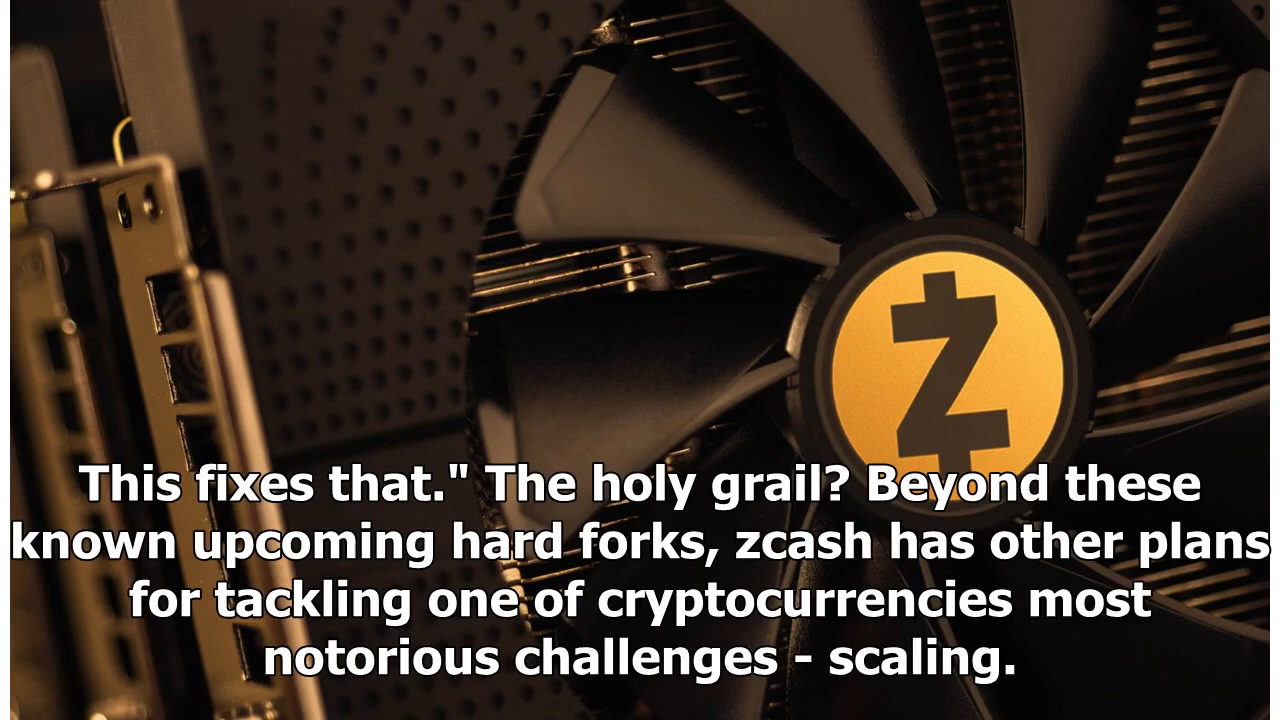 This fixes that." The holy grail? Beyond these
known upcoming hard forks, zcash has other plans
for tackling one of cryptocurrencies most
notorious challenges - scaling.